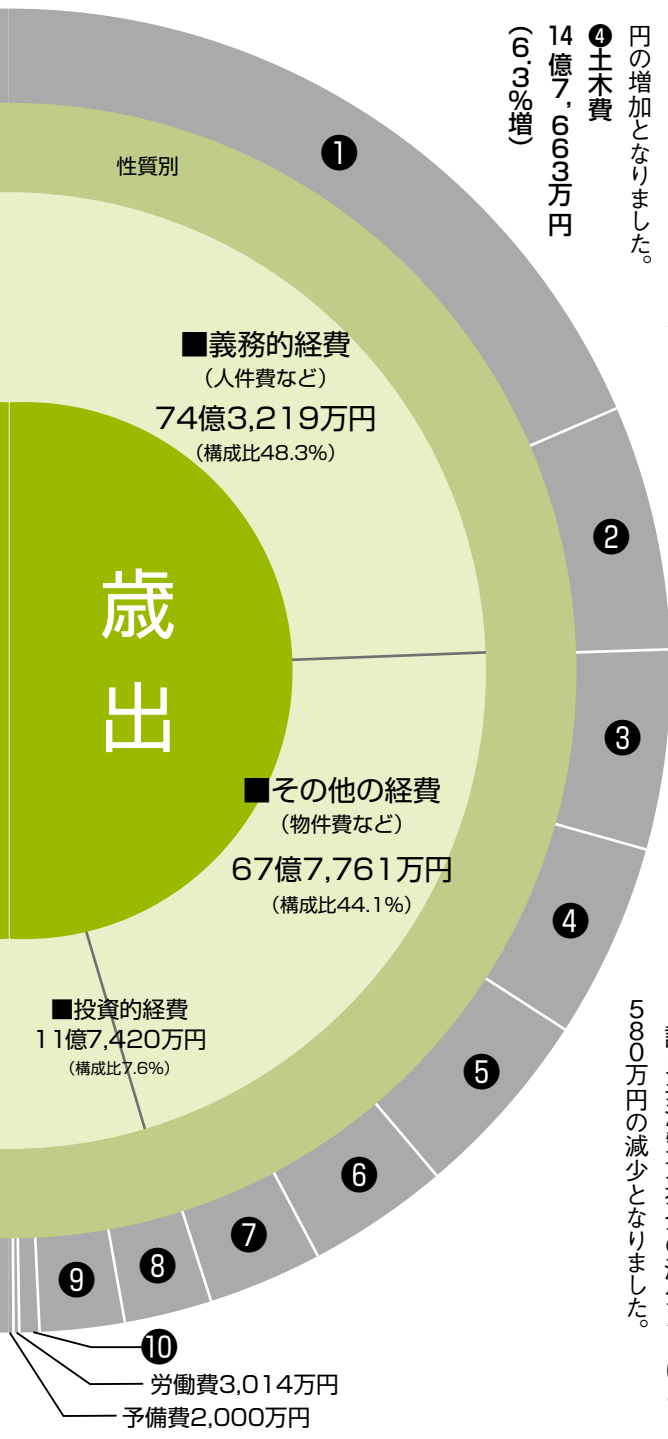 円の増加となりました。
❹土木費
14億7,663万円
(6.3%増)
❶
性質別
■義務的経費
(人件費など)
74億3,219万円
(構成比48.3%)
❷
歳出
❸
■その他の経費
(物件費など)
67億7,761万円
(構成比44.1%)
❹
■投資的経費
11億7,420万円
(構成比7.6%)
580万円の減少となりました。
❺
❻
❼
❽
❾
❿
労働費3,014万円
予備費2,000万円